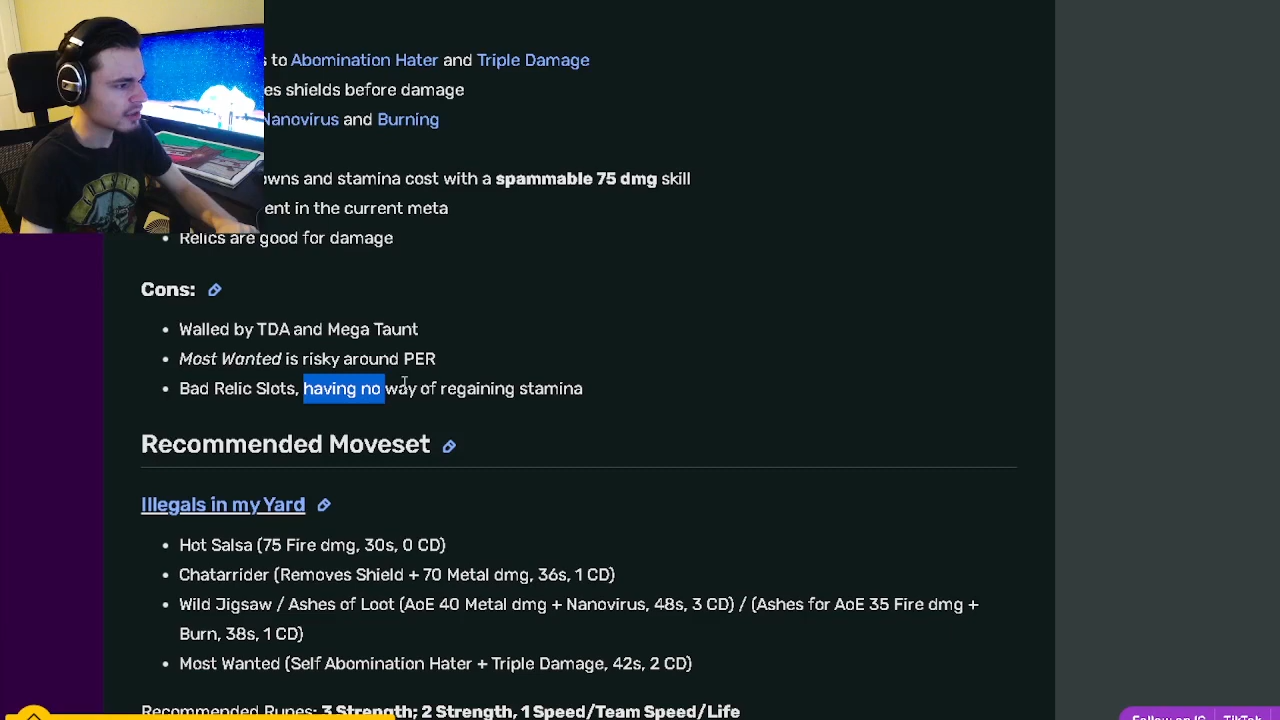 s to Abomination Hater and Triple Damage
es shields before damage
Nanovirus and Burning
owns and stamina cost with a spammable 75 dmg skill
ent in the current meta
• Relics are good for damage
Cons:
• Walled by TDA and Mega Taunt
• Most Wanted is risky around PER
• Bad Relic Slots, having no way of regaining stamina
Recommended Moveset
Illegals in my Yard
• Hot Salsa (75 Fire dmg, 30s, 0 CD)
• Chatarrider (Removes Shield + 70 Metal dmg, 36s, 1 CD)
• Wild Jigsaw / Ashes of Loot (AoE 40 Metal dmg + Nanovirus, 48s, 3 CD) / (Ashes for AoE 35 Fire dmg +
Burn, 38s, 1 CD)
• Most Wanted (Self Abomination Hater + Triple Damage, 42s, 2 CD)
Recommended Runes: 3 Strength; 2 Strength, 1 Speed/Team Speed/Life
Follow on IG TikTok